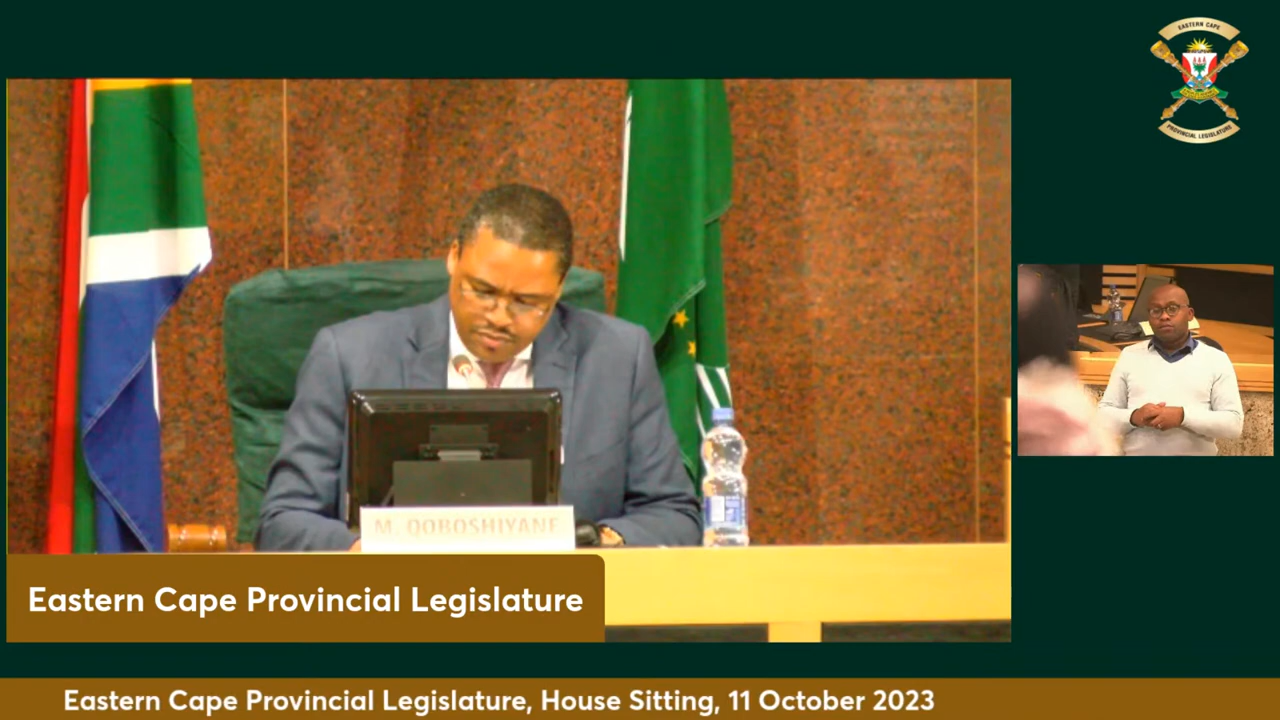 EASTERN CAPE
PROVINCIAL LEGISLATURE
M. QOBOSHIYANE
Eastern Cape Provincial Legislature
Eastern Cape Provincial Legislature, House Sitting, 11 October 2023